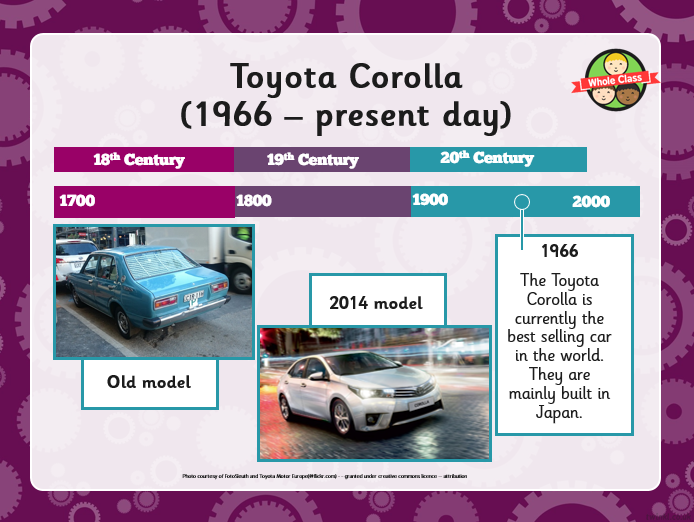 Toyota Corolla
(1966 – present day)
Whole Class
18th Century 19th Century 20th Century
1700 1800 1900 2000
1966
The Toyota
Corolla is
currently the
best selling car
in the world.
They are
mainly built in
Japan.
2014 model
Old model
COROLLA
Photo courtesy of FotoSleuth and Toyota Motor Europe(@flickr.com) - - granted under creative commons licence – attribution